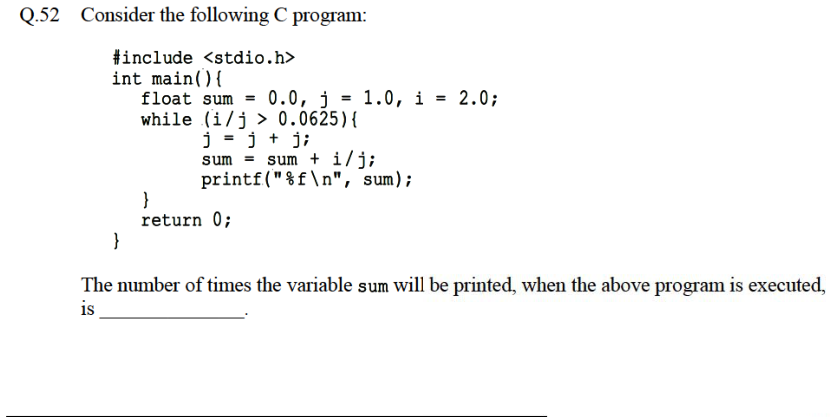 Q.52 Consider the following C program:
#include <stdio.h>
int main(){
float sum = 0.0, j = 1.0, i = 2.0;
while (i/j > 0.0625){
j = j + j;
sum = sum + i/j;
printf("%f\n", sum);
}
return 0;
}
The number of times the variable sum will be printed, when the above program is executed,
is _______________.